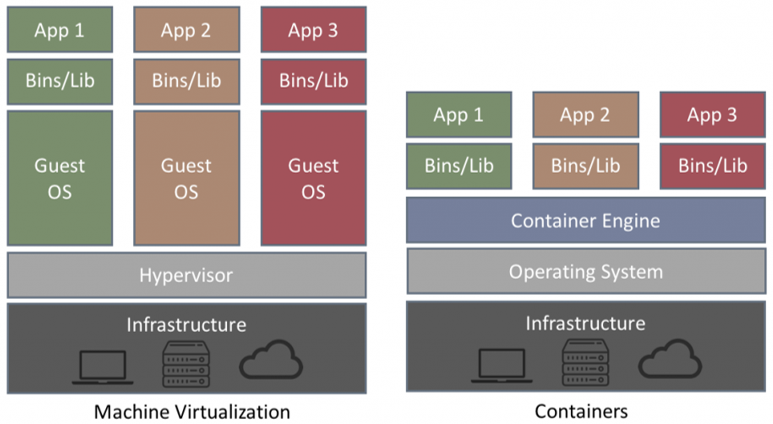 App 1
App 2
App 3
Bins/Lib
Bins/Lib
Bins/Lib
Guest
OS
Guest
OS
Guest
OS
Hypervisor
Infrastructure
Machine Virtualization
App 1
App 2
App 3
Bins/Lib
Bins/Lib
Bins/Lib
Container Engine
Operating System
Infrastructure
Containers